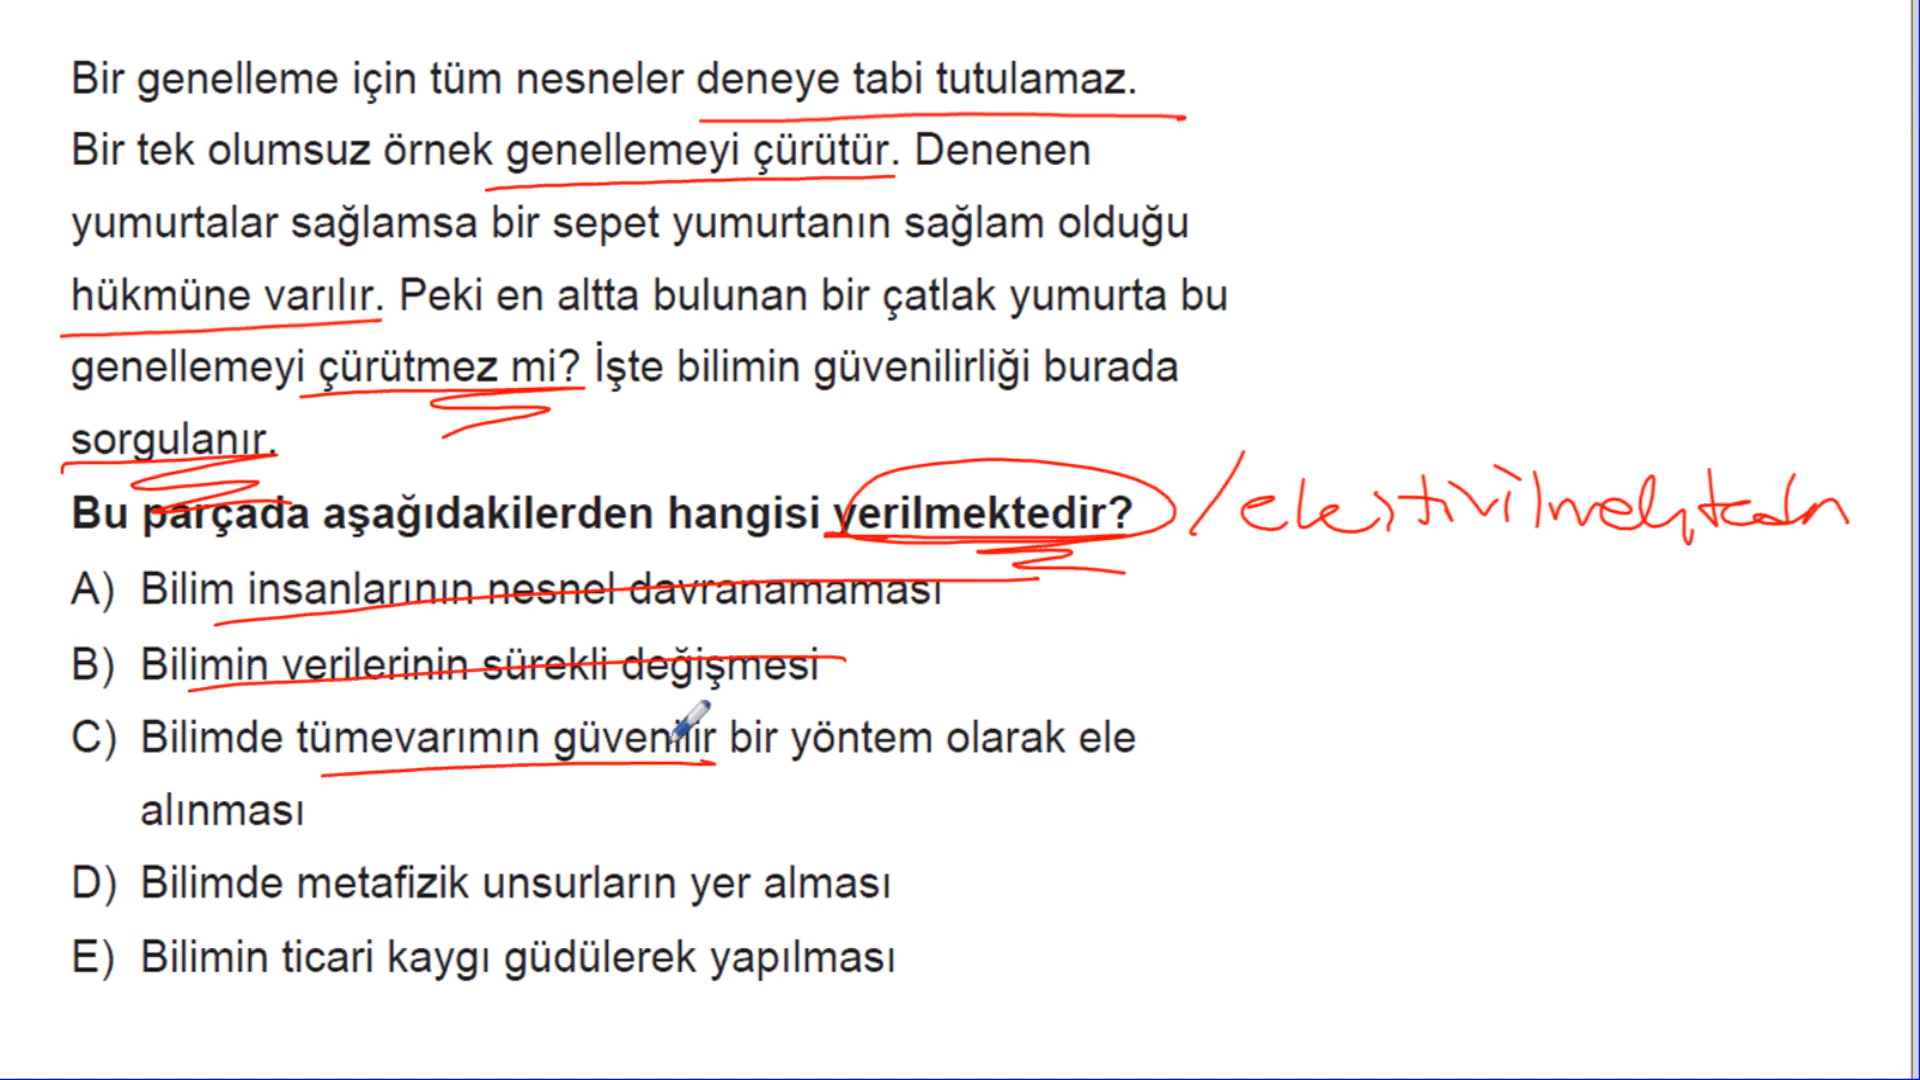 Bir genelleme için tüm nesneler deneye tabi tutulamaz.
Bir tek olumsuz örnek genellemeyi çürütür. Denenen
yumurtalar sağlamsa bir sepet yumurtanın sağlam olduğu
hükmüne varılır. Peki en altta bulunan bir çatlak yumurta bu
genellemeyi çürütmez mi? İşte bilimin güvenilirliği burada
sorgulanır.
Bu parçada aşağıdakilerden hangisi verilmektedir? /
A) Bilim insanlarının nesnel davranamaması
B) Bilimin verilerinin sürekli değişmesi
C) Bilimde tümevarımın güvenilir bir yöntem olarak ele
alınması
D) Bilimde metafizik unsurların yer alması
E) Bilimin ticari kaygı güdülerek yapılması